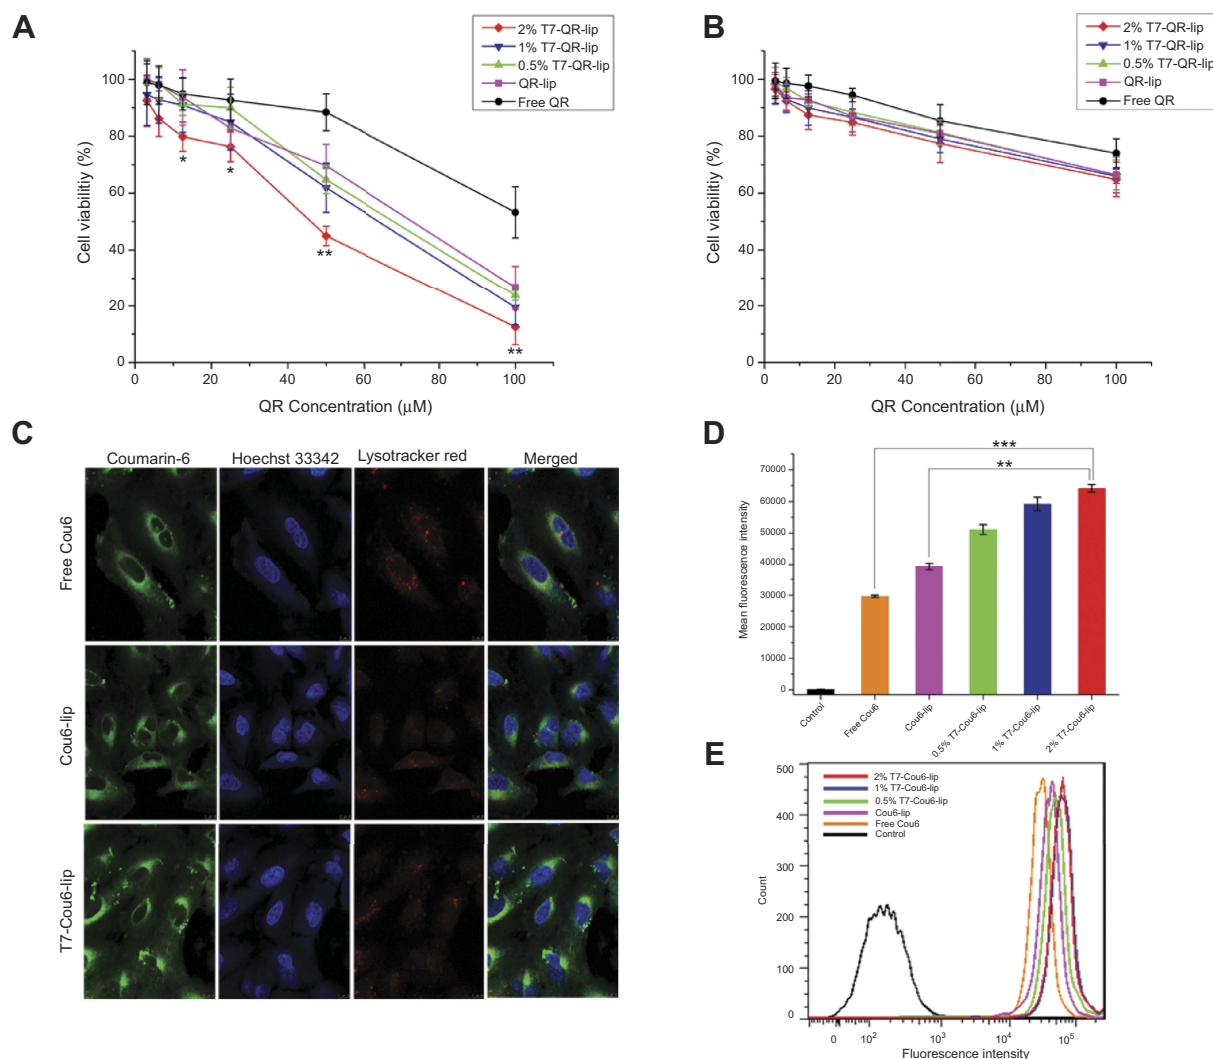 A
2% T7-QR-lip
1% T7-QR-lip
0.5% T7-QR-lip
QR-lip
Free QR
Cell viabilitiy (%)
100
80
60
40
20
0
*
*
**
**
0 20 40 60 80 100
QR Concentration (μM)
B
2% T7-QR-lip
1% T7-QR-lip
0.5% T7-QR-lip
QR-lip
Free QR
Cell viability (%)
100
80
60
40
20
0
0 20 40 60 80 100
QR Concentration (μM)
C
Coumarin-6 Hoechst 33342 Lysotracker red Merged
Free Cou6
Cou6-lip
T7-Cou6-lip
D
***
**
Mean fluorescence intensity
70000
60000
50000
40000
30000
20000
10000
0
Control
Free Cou6
Cou6-lip
0.5% T7-Cou6-lip
1% T7-Cou6-lip
2% T7-Cou6-lip
E
2% T7-Cou6-lip
1% T7-Cou6-lip
0.5% T7-Cou6-lip
Cou6-lip
Free Cou6
Control
Count
500
400
300
200
100
0
0 10² 10³ 10⁴ 10⁵
Fluorescence intensity